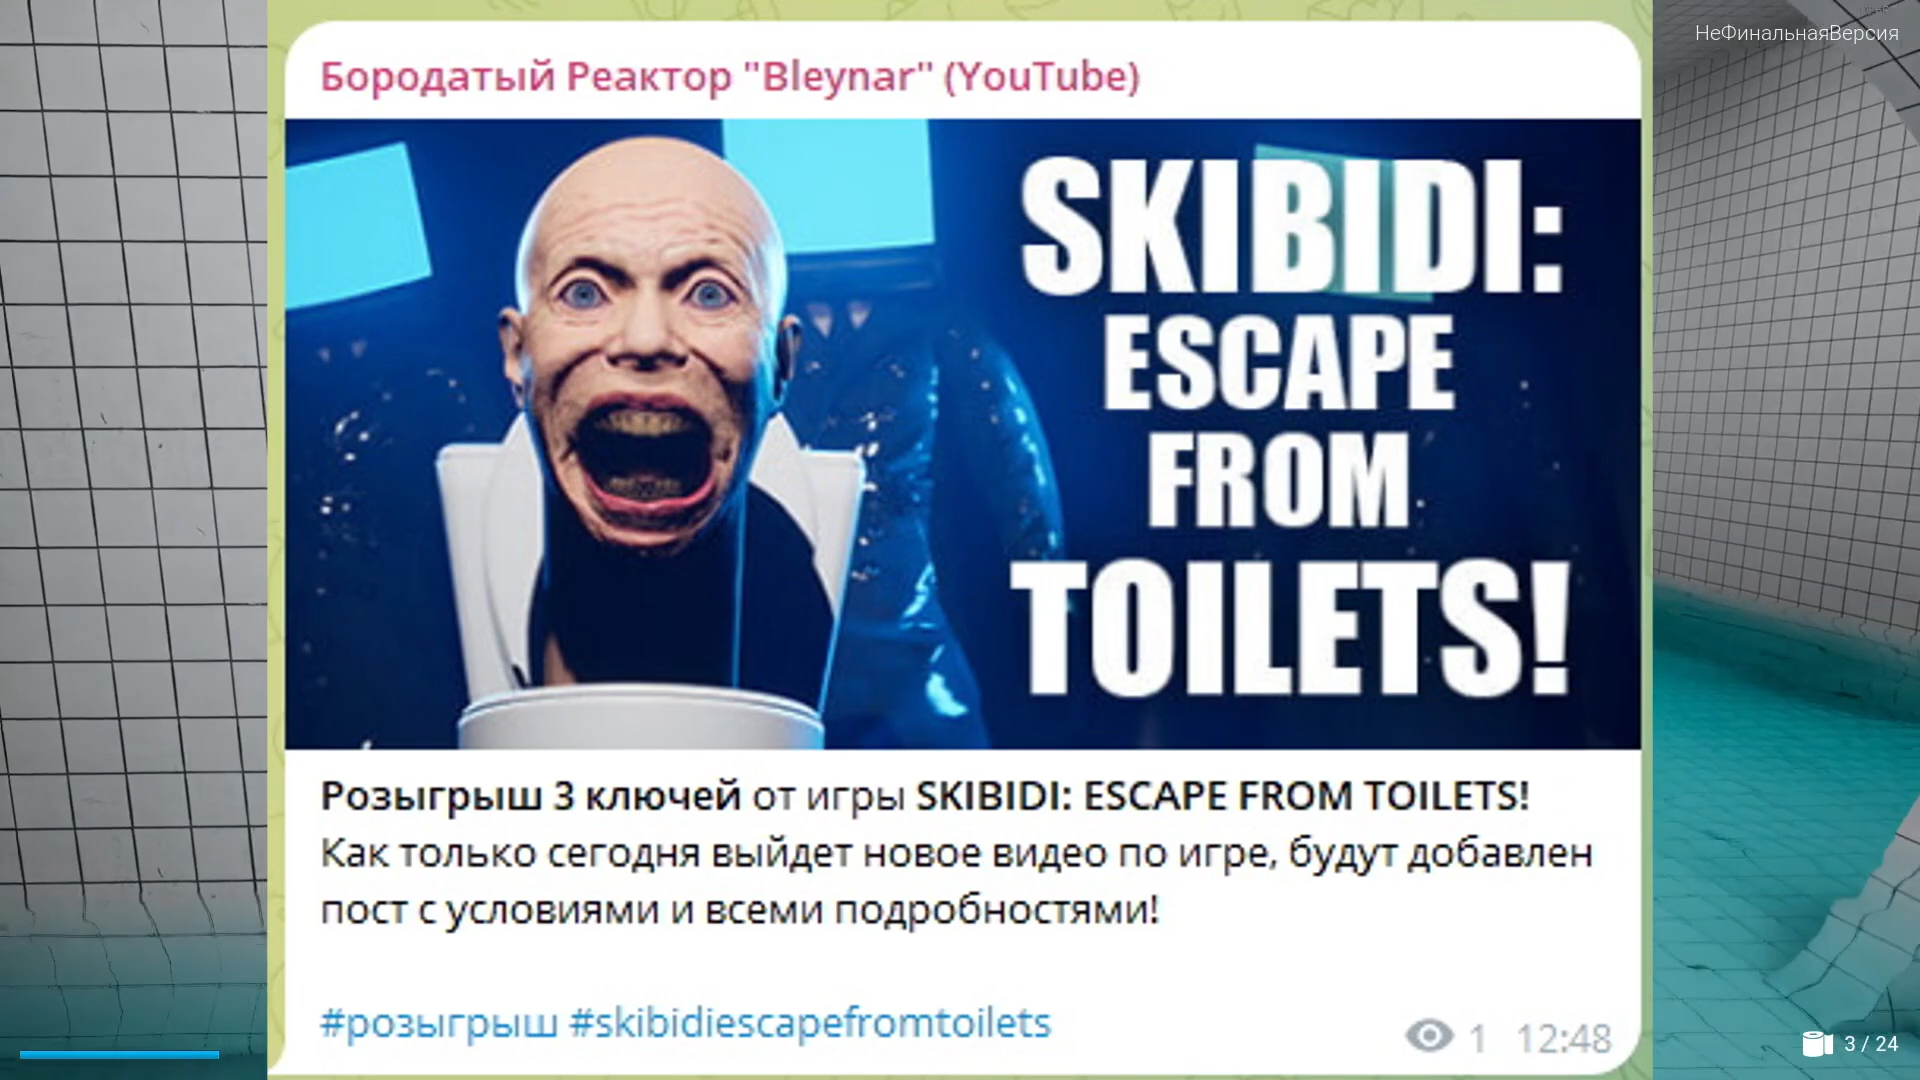 НеФинальнаяВерсия
Бородатый Реактор "Bleynar" (YouTube)
SKIBIDI:
ESCAPE
FROM
TOILETS!
Розыгрыш 3 ключей от игры SKIBIDI: ESCAPE FROM TOILETS!
Как только сегодня выйдет новое видео по игре, будут добавлен
пост с условиями и всеми подробностями!
#розыгрыш #skibidiescapefromtoilets
1 12:48
3 / 24